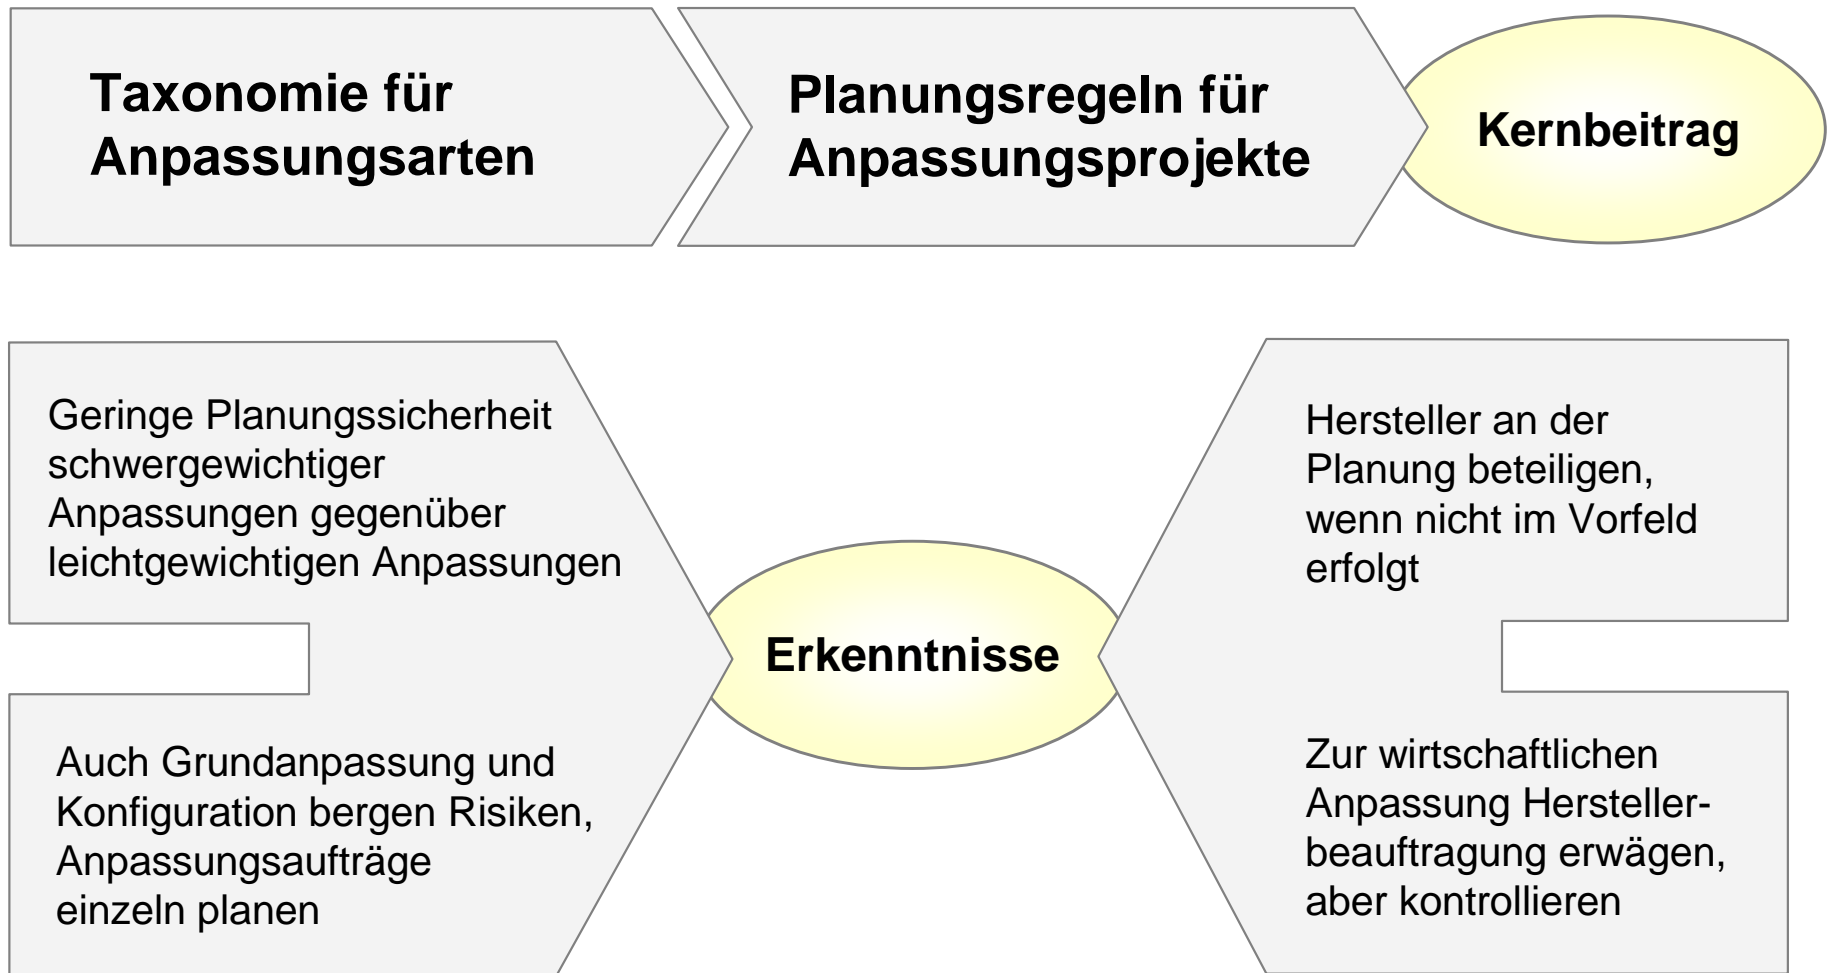 Taxonomie für
Anpassungsarten
Planungsregeln für
Anpassungsprojekte
Kernbeitrag
Geringe Planungssicherheit
schwergewichtiger
Anpassungen gegenüber
leichtgewichtigen Anpassungen
Auch Grundanpassung und
Konfiguration bergen Risiken,
Anpassungsaufträge
einzeln planen
Erkenntnisse
Hersteller an der
Planung beteiligen,
wenn nicht im Vorfeld
erfolgt
Zur wirtschaftlichen
Anpassung Hersteller-
beauftragung erwägen,
aber kontrollieren